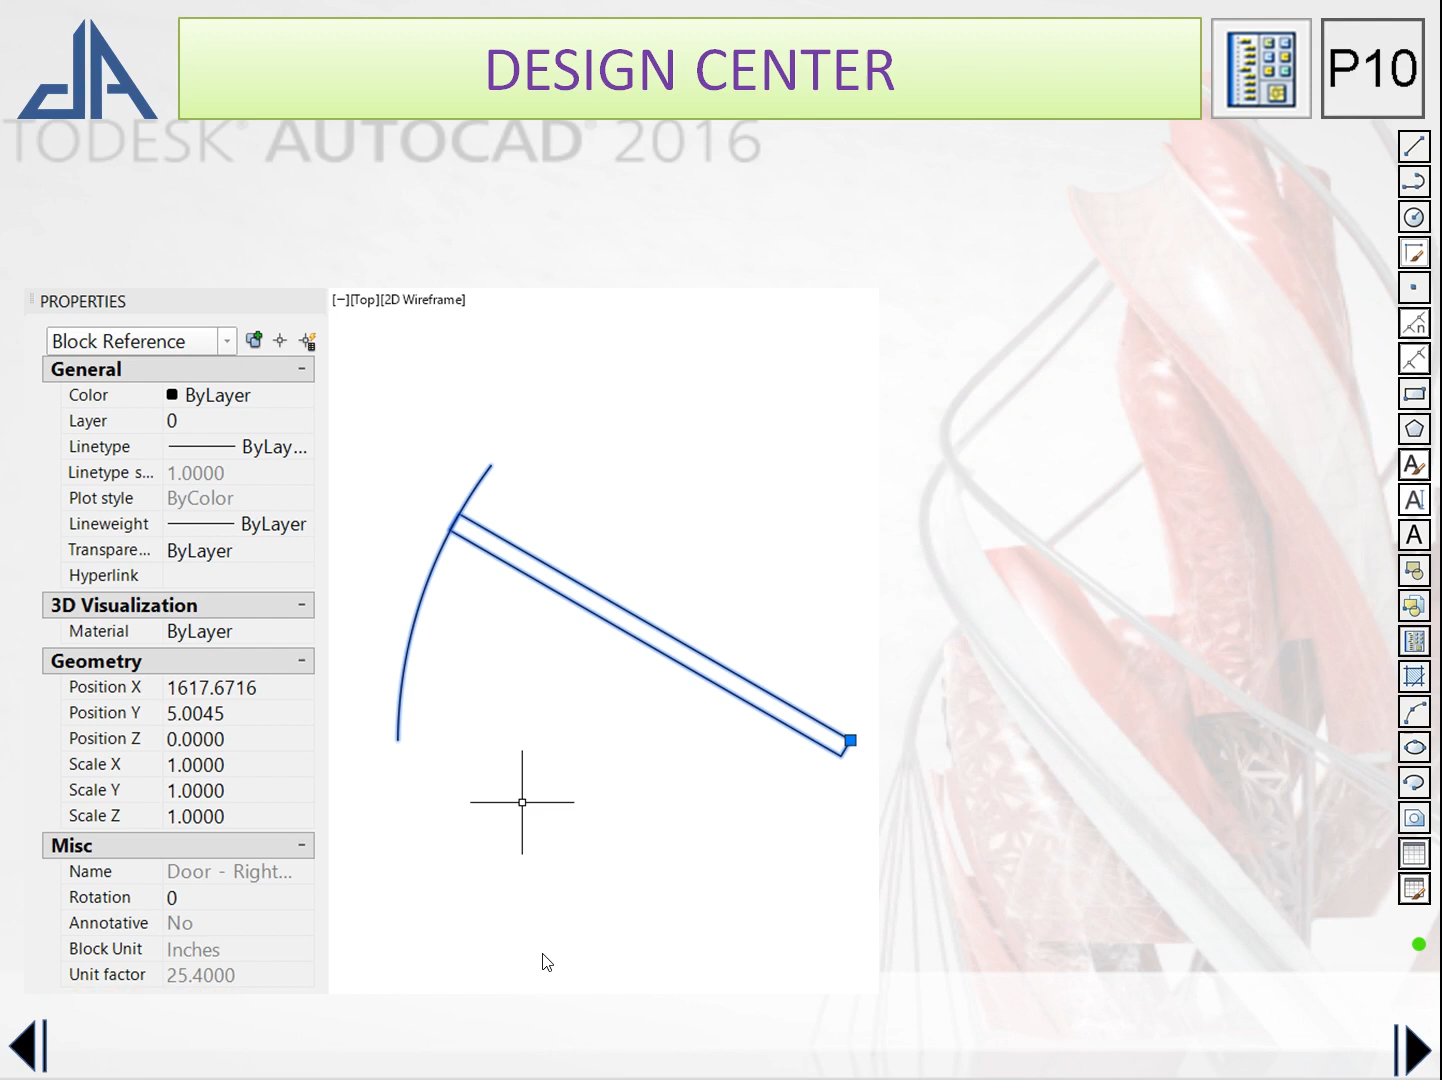 DESIGN CENTER
P10
TODESK® AUTOCAD® 2016
PROPERTIES
[−][Top][2D Wireframe]
Block Reference
General −
Color ByLayer
Layer 0
Linetype ByLay...
Linetype s... 1.0000
Plot style ByColor
Lineweight ByLayer
Transpare... ByLayer
Hyperlink
3D Visualization −
Material ByLayer
Geometry −
Position X 1617.6716
Position Y 5.0045
Position Z 0.0000
Scale X 1.0000
Scale Y 1.0000
Scale Z 1.0000
Misc −
Name Door - Right...
Rotation 0
Annotative No
Block Unit Inches
Unit factor 25.4000
n
A
A
A